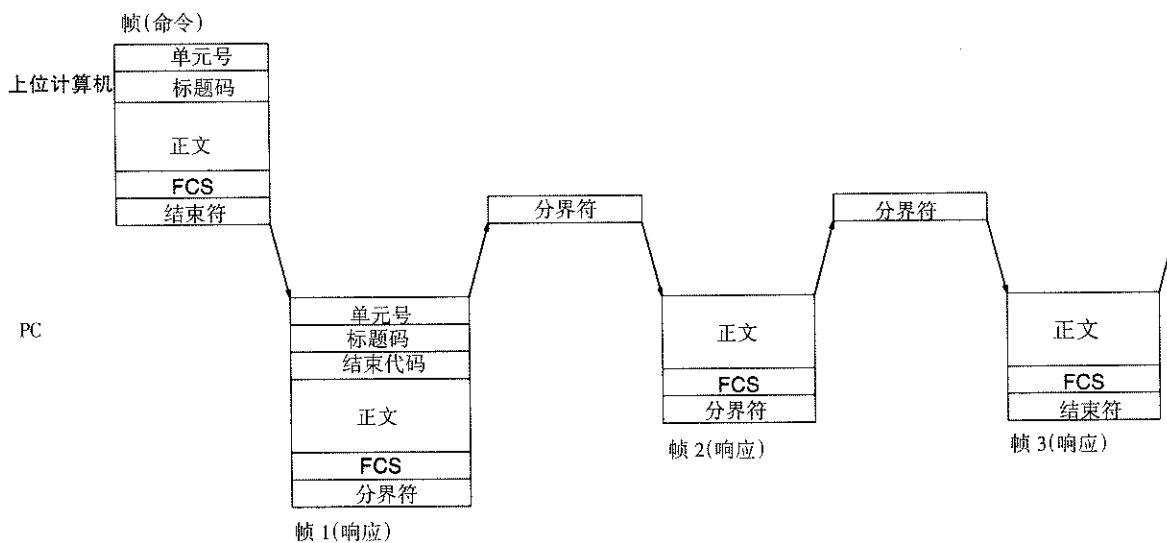 帧(命令)
上位计算机
单元号
标题码
正文
FCS
结束符
分界符
分界符
PC
单元号
标题码
结束代码
正文
FCS
分界符
帧 1(响应)
正文
FCS
分界符
帧 2(响应)
正文
FCS
结束符
帧 3(响应)